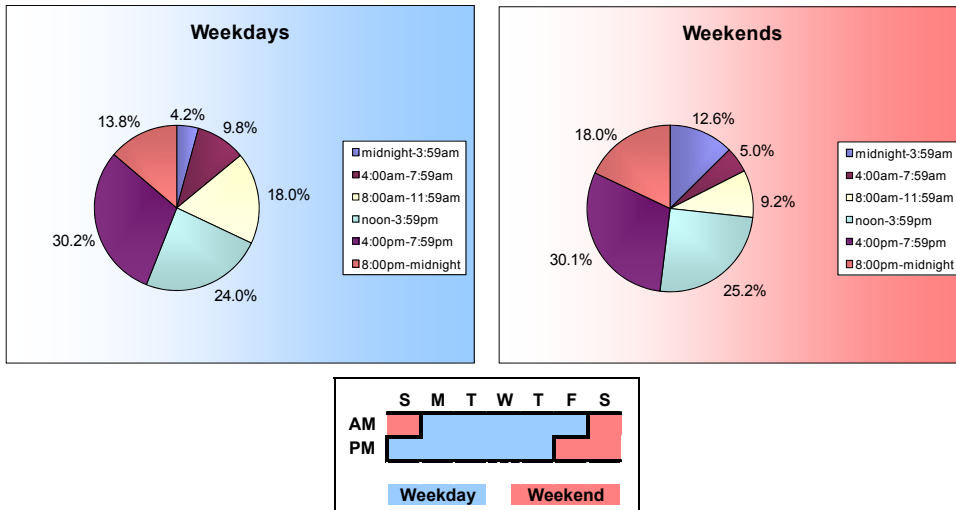 Weekdays
4.2%
9.8%
18.0%
24.0%
30.2%
13.8%
midnight-3:59am
4:00am-7:59am
8:00am-11:59am
noon-3:59pm
4:00pm-7:59pm
8:00pm-midnight
Weekends
12.6%
5.0%
9.2%
25.2%
30.1%
18.0%
midnight-3:59am
4:00am-7:59am
8:00am-11:59am
noon-3:59pm
4:00pm-7:59pm
8:00pm-midnight
S M T W T F S
AM
PM
Weekday Weekend